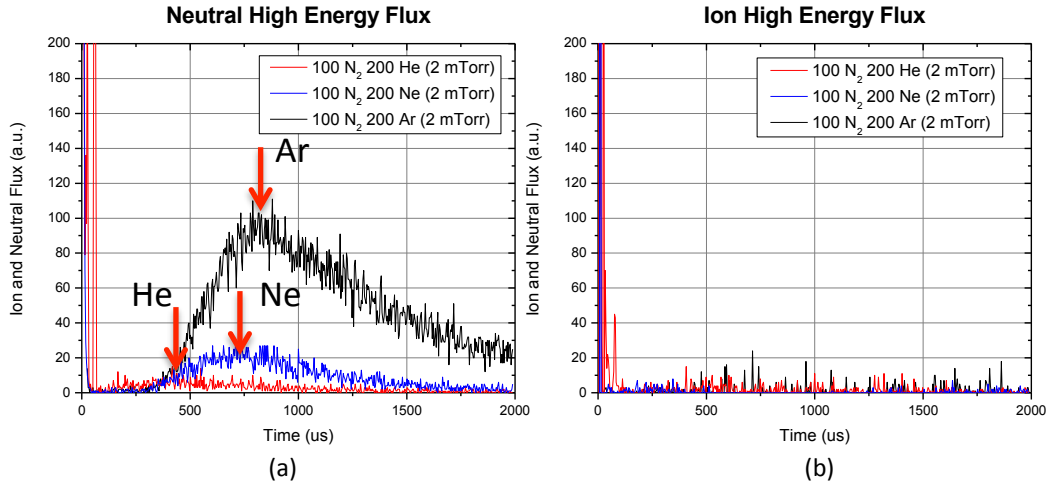 Neutral High Energy Flux
200
180
160
140
120
100
80
60
40
20
0
Ion and Neutral Flux (a.u.)
100 N₂ 200 He (2 mTorr)
100 N₂ 200 Ne (2 mTorr)
100 N₂ 200 Ar (2 mTorr)
Ar
He
Ne
0 500 1000 1500 2000
Time (us)
(a)
Ion High Energy Flux
200
180
160
140
120
100
80
60
40
20
0
Ion and Neutral Flux (a.u.)
100 N₂ 200 He (2 mTorr)
100 N₂ 200 Ne (2 mTorr)
100 N₂ 200 Ar (2 mTorr)
0 500 1000 1500 2000
Time (us)
(b)